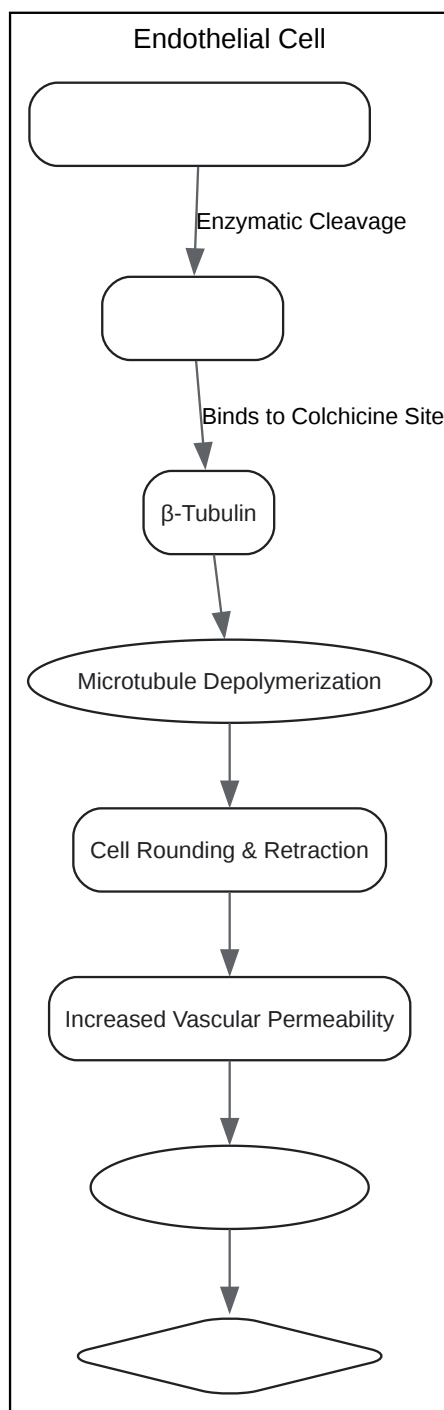 Endothelial Cell
Enzymatic Cleavage
Binds to Colchicine Site
β-Tubulin
Microtubule Depolymerization
Cell Rounding & Retraction
Increased Vascular Permeability